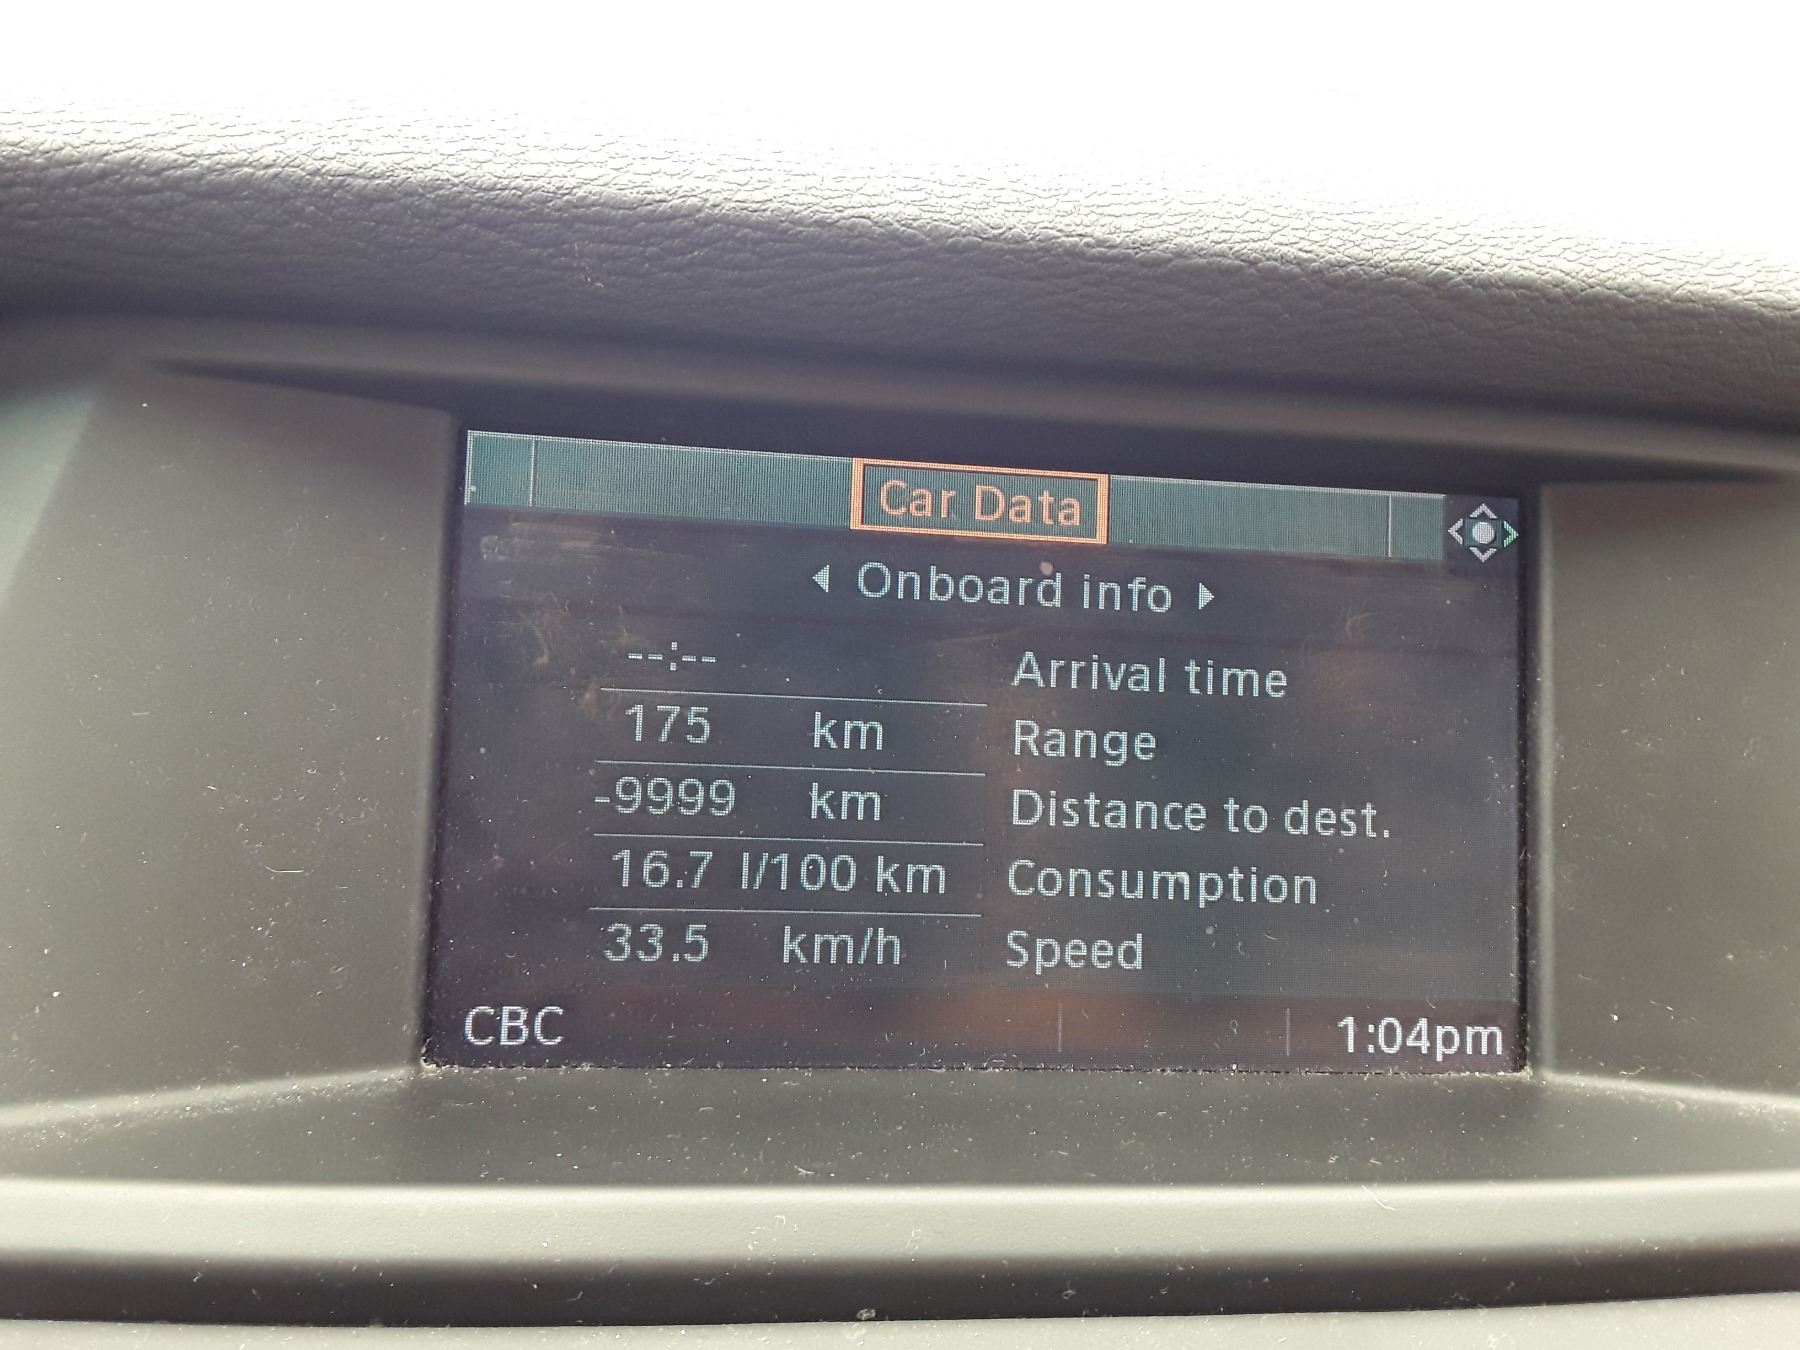 Car Data
Onboard info
--:-- Arrival time
175 km Range
-9999 km Distance to dest.
16.7 l/100 km Consumption
33.5 km/h Speed
CBC 1:04pm